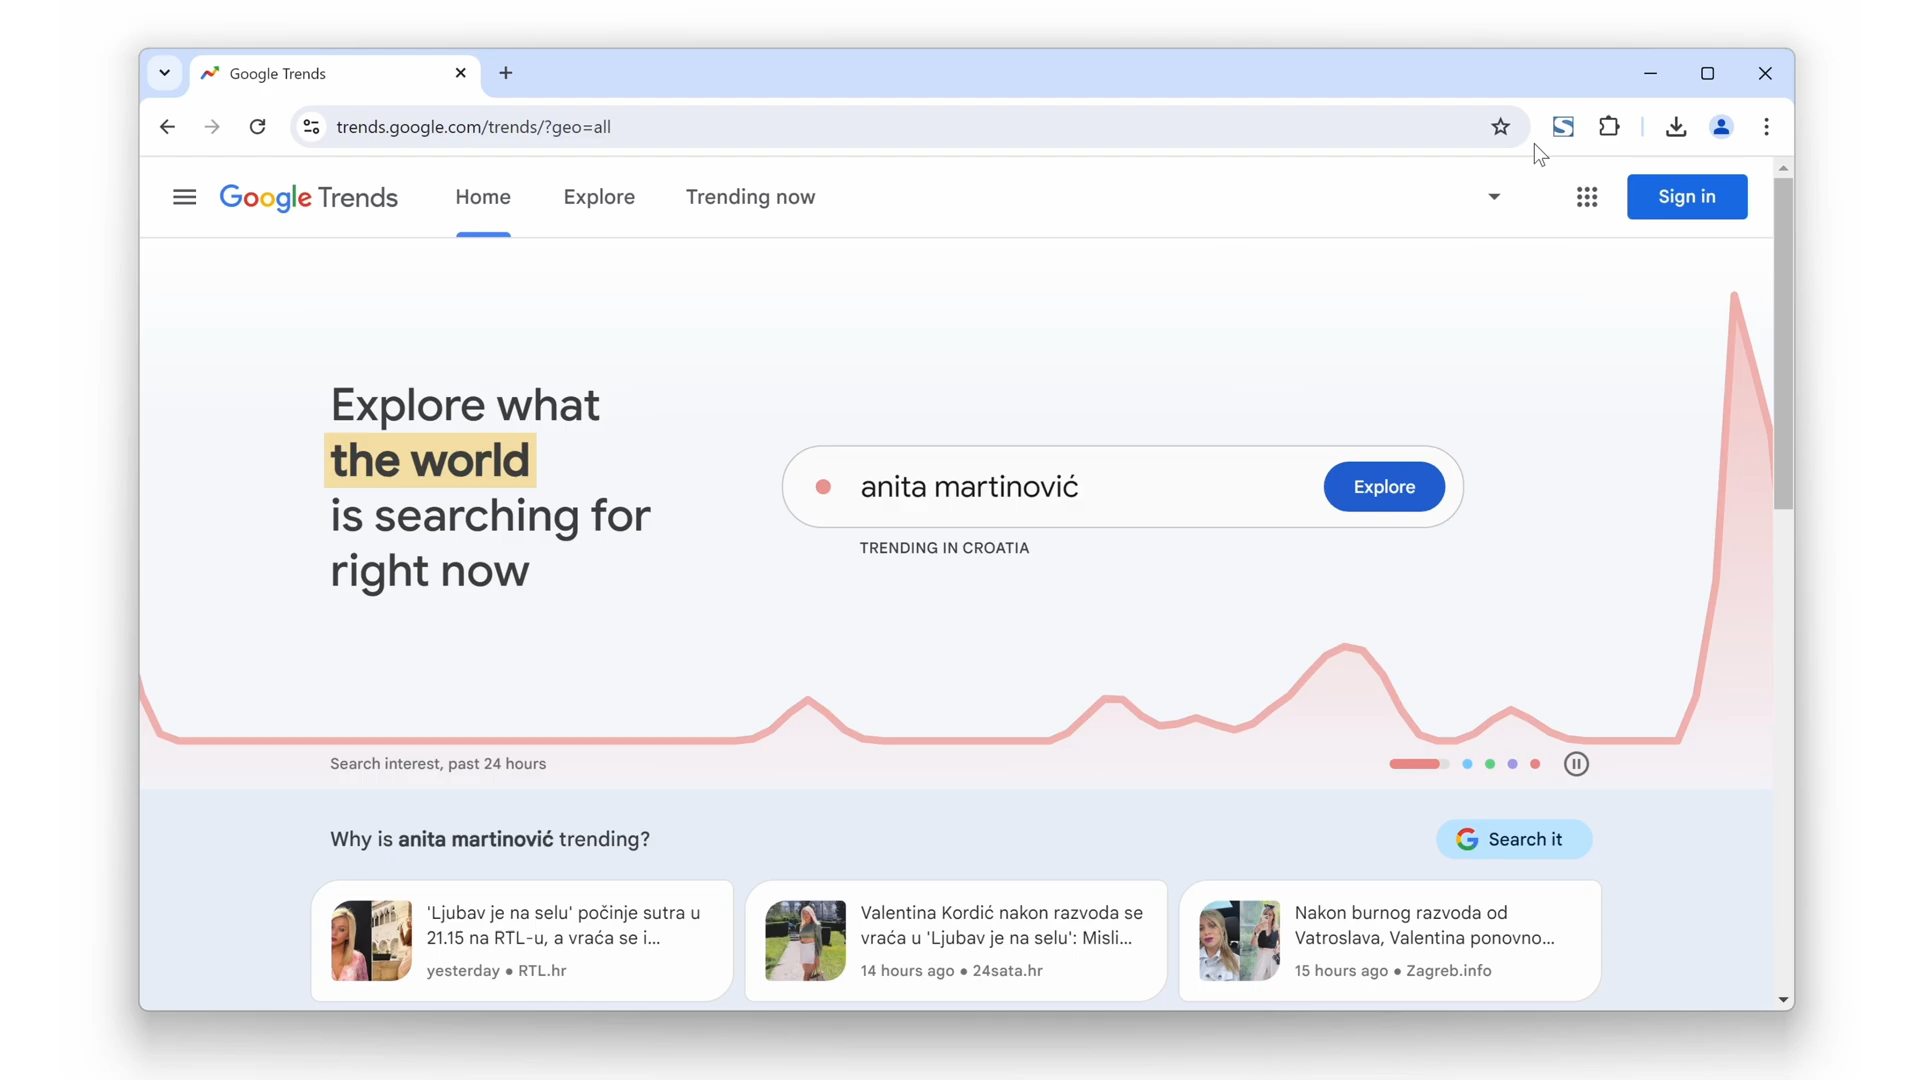 Google Trends
trends.google.com/trends/?geo=all
Google Trends
Home
Explore
Trending now
Sign in
Explore what
the world
is searching for
right now
anita martinović
Explore
TRENDING IN CROATIA
Search interest, past 24 hours
Why is anita martinović trending?
Search it
'Ljubav je na selu' počinje sutra u
21.15 na RTL-u, a vraća se i...
yesterday • RTL.hr
Valentina Kordić nakon razvoda se
vraća u 'Ljubav je na selu': Misli...
14 hours ago • 24sata.hr
Nakon burnog razvoda od
Vatroslava, Valentina ponovno...
15 hours ago • Zagreb.info